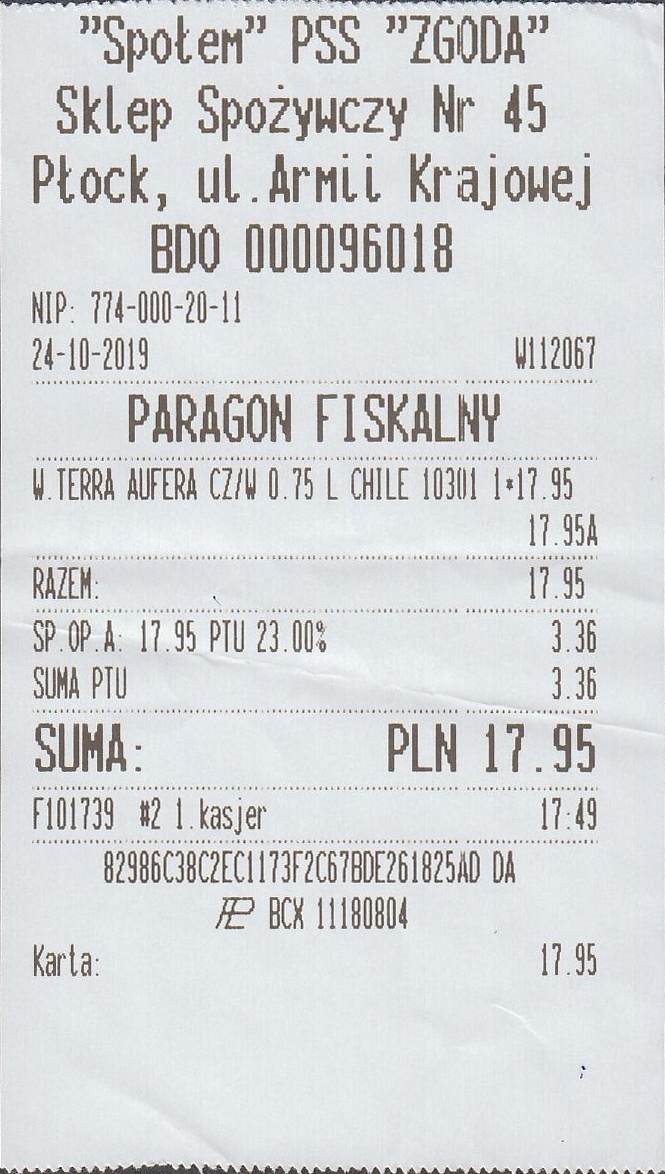 "Społem" PSS "ZGODA"
Sklep Spożywczy Nr 45
Płock, ul.Armii Krajowej
BDO 000096018
NIP: 774-000-20-11
24-10-2019 W112067
PARAGON FISKALNY
W.TERRA AUFERA CZ/W 0.75 L CHILE 10301 1*17.95
17.95A
RAZEM: 17.95
SP.OP.A: 17.95 PTU 23.00% 3.36
SUMA PTU 3.36
SUMA: PLN 17.95
F101739 #2 1.kasjer 17:49
82986C38C2EC1173F2C67BDE261825AD DA
BCX 11180804
Karta: 17.95